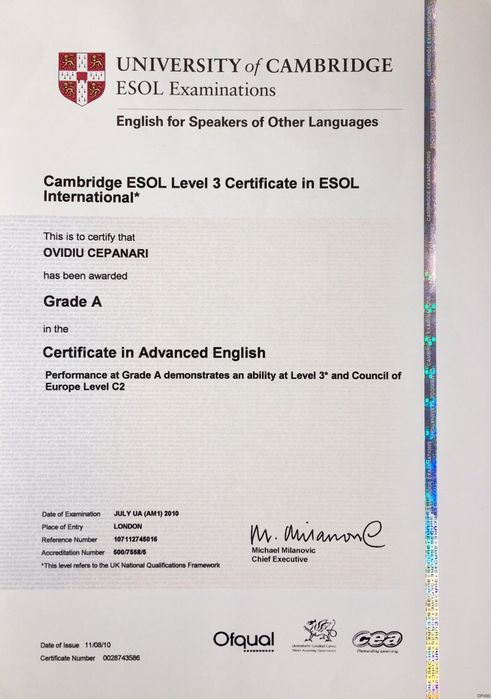 UNIVERSITY of CAMBRIDGE
ESOL Examinations
English for Speakers of Other Languages
Cambridge ESOL Level 3 Certificate in ESOL
International*
This is to certify that
OVIDIU CEPANARI
has been awarded
Grade A
in the
Certificate in Advanced English
Performance at Grade A demonstrates an ability at Level 3* and Council of
Europe Level C2
Date of Examination JULY UA (AM1) 2010
Place of Entry LONDON
Reference Number 107112745016
Accreditation Number 500/7558/5
*This level refers to the UK National Qualifications Framework
M. Milanovic
Michael Milanovic
Chief Executive
Date of Issue 11/08/10
Certificate Number 0028743586
Ofqual
cea
Rewarding Learning